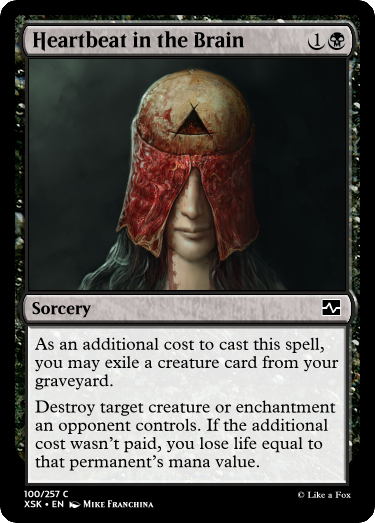 Heartbeat in the Brain 1
Sorcery
As an additional cost to cast this spell,
you may exile a creature card from your
graveyard.
Destroy target creature or enchantment
an opponent controls. If the additional
cost wasn't paid, you lose life equal to
that permanent's mana value.
100/257 C
XSK • EN Mike Franchina
© Like a Fox